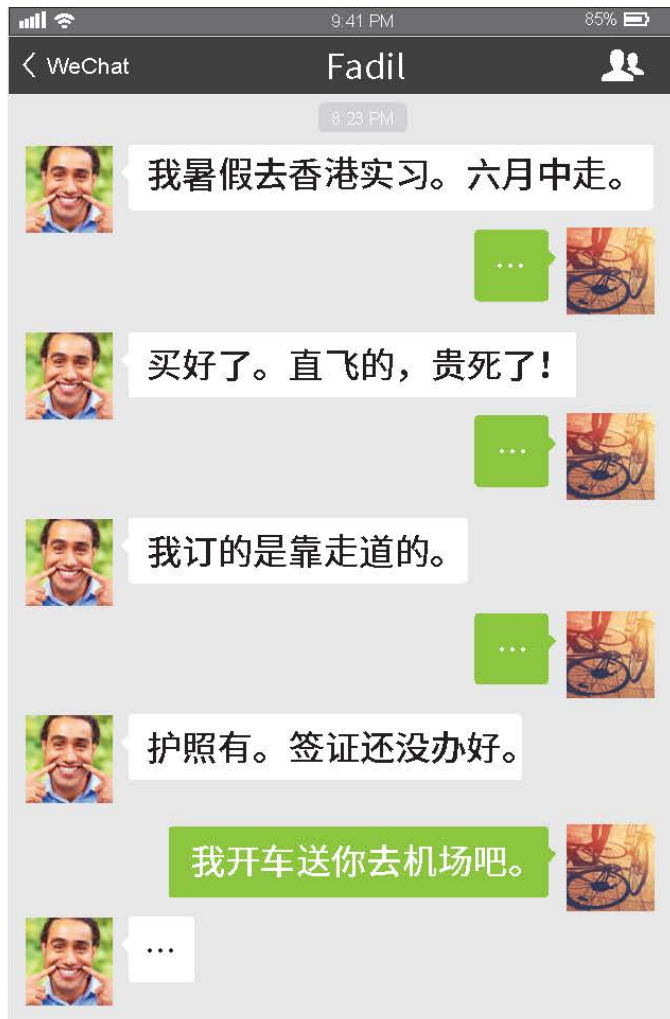 9:41 PM 85%
WeChat Fadil
8:23 PM
我暑假去香港实习。六月中走。
...
买好了。直飞的，贵死了！
...
我订的是靠走道的。
...
护照有。签证还没办好。
我开车送你去机场吧。
...